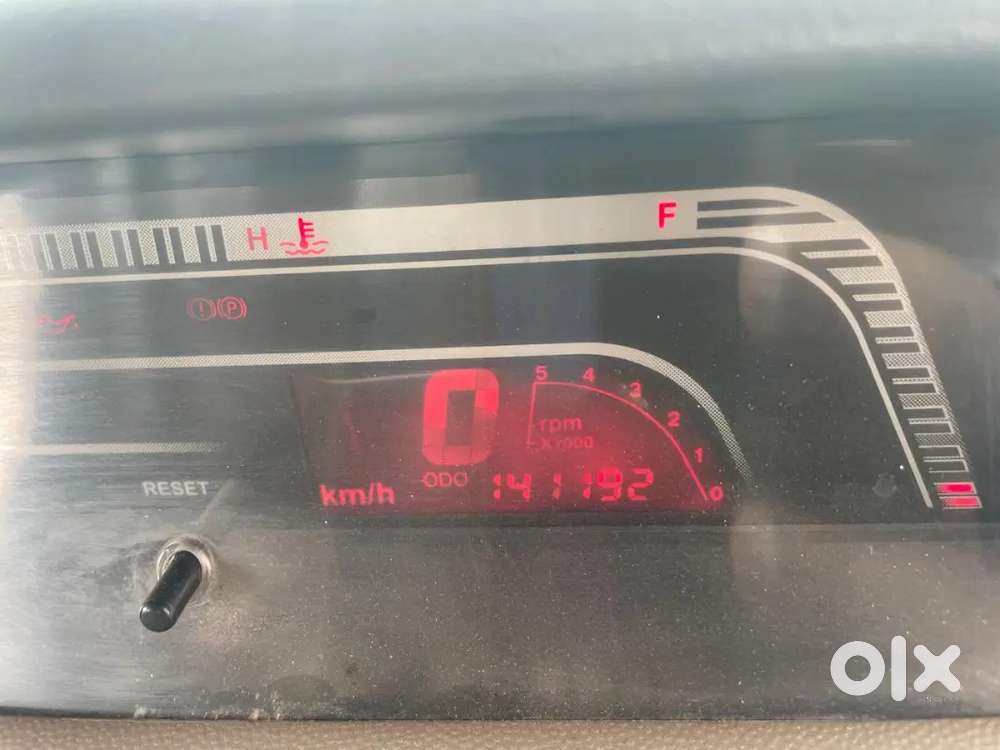 H
F
P
0
5 4 3 2 1 0
rpm
X1000
km/h ODO 141192
RESET
olx